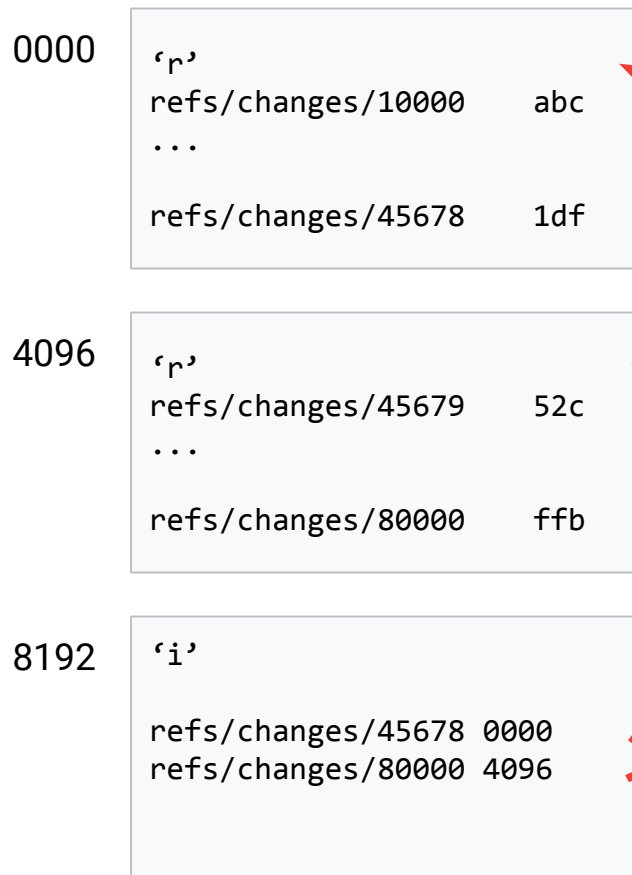 0000
‘r’
refs/changes/10000 abc
...
refs/changes/45678 1df
4096
‘r’
refs/changes/45679 52c
...
refs/changes/80000 ffb
8192
‘i’
refs/changes/45678 0000
refs/changes/80000 4096